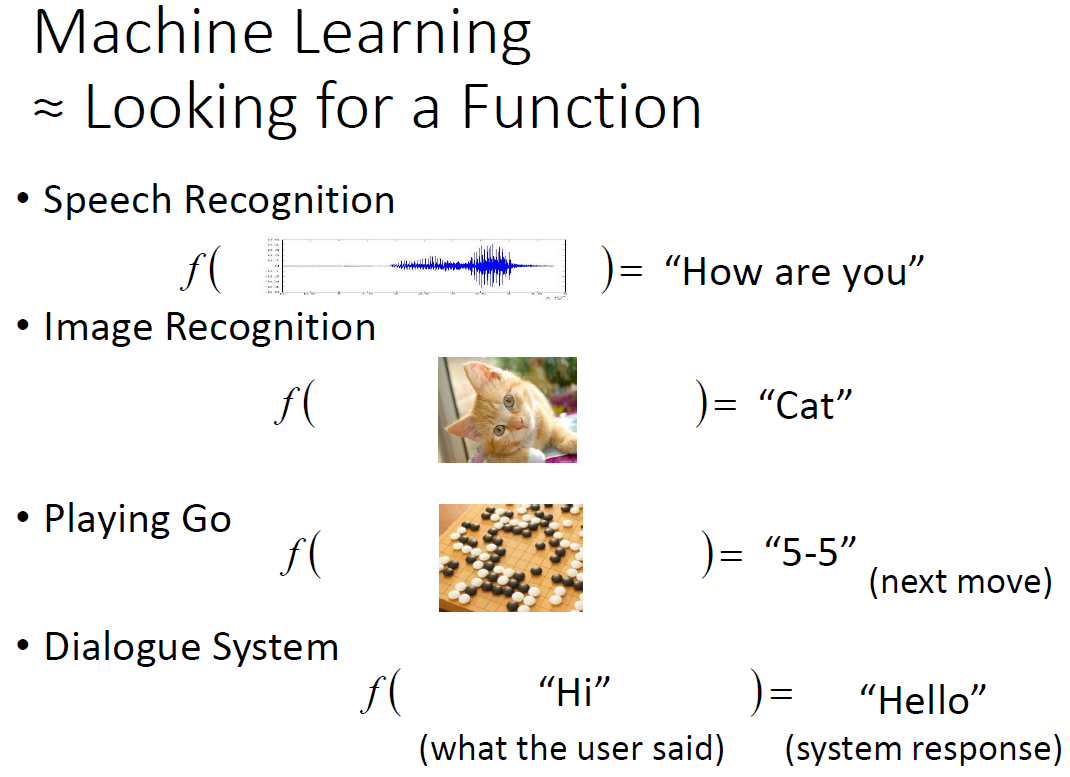 Machine Learning
≈ Looking for a Function
• Speech Recognition
f( ) = “How are you”
• Image Recognition
f( ) = “Cat”
• Playing Go
f( ) = “5-5”
(next move)
• Dialogue System
f( “Hi” ) = “Hello”
(what the user said) (system response)